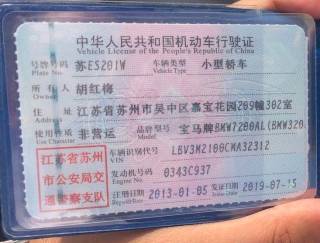 中华人民共和国机动车行驶证
Vehicle License of the People's Republic of China
号牌号码 苏ES201W 车辆类型 小型轿车
Plate No. Vehicle Type
所有人 胡红梅
Owner
住址 江苏省苏州市吴中区嘉宝花园209幢302室
使用性质 非营运 品牌型号 宝马牌BMW7200AL(BMW320
江苏省苏州
市公安局交
通警察支队
车辆识别代号 LBV3M2100CMA32312
VIN
发动机号码 0343C937
Engine No.
注册日期 2013-01-05 发证日期 2019-07-15